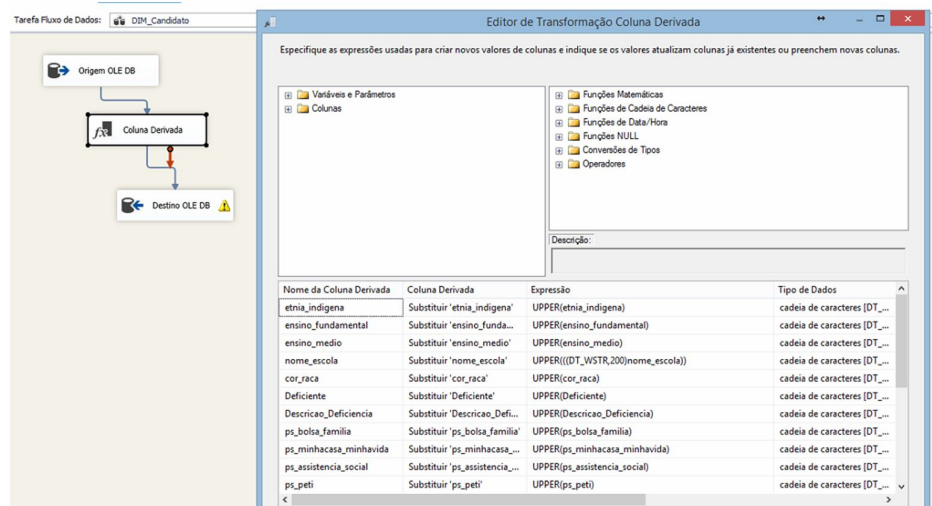 Tarefa Fluxo de Dados: DIM_Candidato
Origem OLE DB
Coluna Derivada
Destino OLE DB
Editor de Transformação Coluna Derivada
Especifique as expressões usadas para criar novos valores de colunas e indique se os valores atualizam colunas já existentes ou preenchem novas colunas.
Variáveis e Parâmetros
Colunas
Funções Matemáticas
Funções de Cadeia de Caracteres
Funções de Data/Hora
Funções NULL
Conversões de Tipos
Operadores
Descrição:
Nome da Coluna Derivada Coluna Derivada Expressão Tipo de Dados
etnia_indigena Substituir 'etnia_indigena' UPPER(etnia_indigena) cadeia de caracteres [DT_...
ensino_fundamental Substituir 'ensino_funda... UPPER(ensino_fundamental) cadeia de caracteres [DT_...
ensino_medio Substituir 'ensino_medio' UPPER(ensino_medio) cadeia de caracteres [DT_...
nome_escola Substituir 'nome_escola' UPPER(((DT_WSTR,200)nome_escola)) cadeia de caracteres [DT_...
cor_raca Substituir 'cor_raca' UPPER(cor_raca) cadeia de caracteres [DT_...
Deficiente Substituir 'Deficiente' UPPER(Deficiente) cadeia de caracteres [DT_...
Descricao_Deficiencia Substituir 'Descricao_Defi... UPPER(Descricao_Deficiencia) cadeia de caracteres [DT_...
ps_bolsa_familia Substituir 'ps_bolsa_familia' UPPER(ps_bolsa_familia) cadeia de caracteres [DT_...
ps_minhacasa_minhavida Substituir 'ps_minhacasa_... UPPER(ps_minhacasa_minhavida) cadeia de caracteres [DT_...
ps_assistencia_social Substituir 'ps_assistencia_... UPPER(ps_assistencia_social) cadeia de caracteres [DT_...
ps_peti Substituir 'ps_peti' UPPER(ps_peti) cadeia de caracteres [DT_...